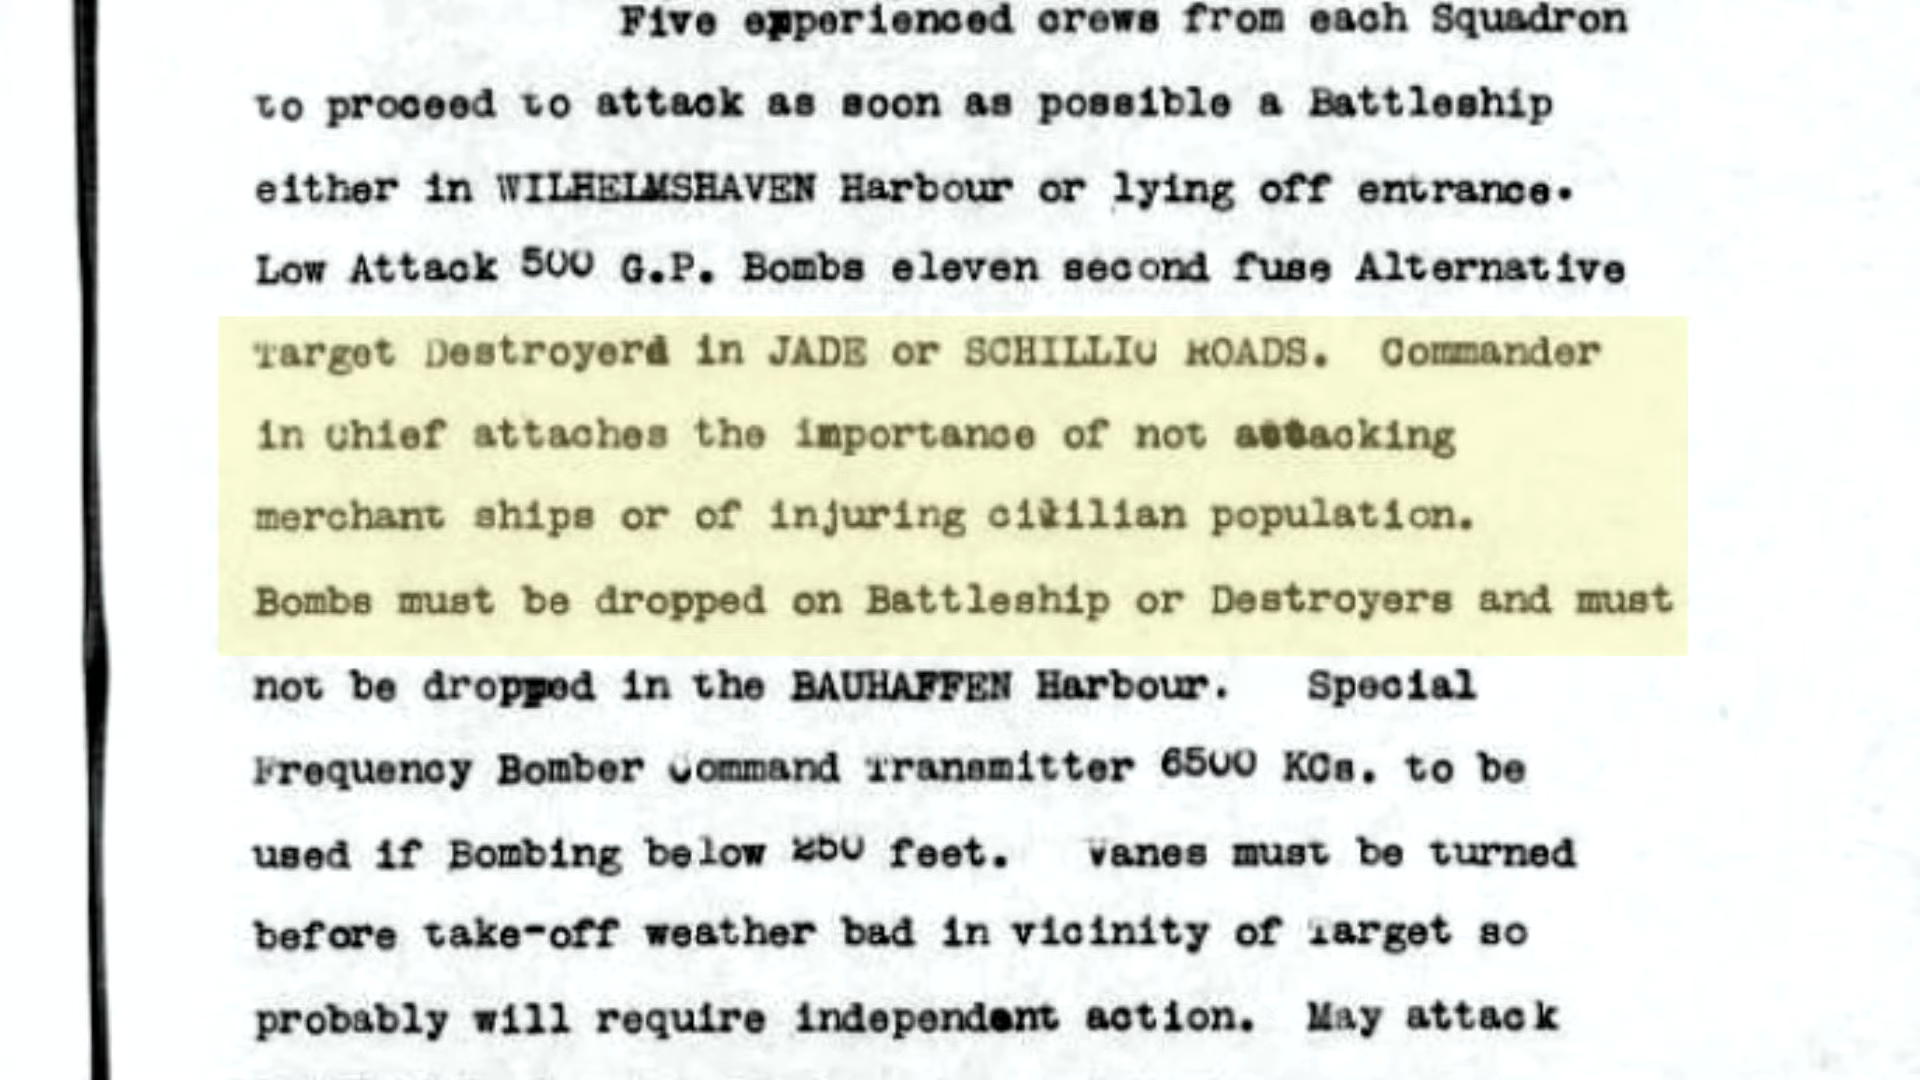 Five experienced crews from each Squadron
to proceed to attack as soon as possible a Battleship
either in WILHELMSHAVEN Harbour or lying off entrance.
Low Attack 500 G.P. Bombs eleven second fuse Alternative
Target Destroyerd in JADE or SCHILLIG ROADS. Commander
in Chief attaches the importance of not attacking
merchant ships or of injuring cililian population.
Bombs must be dropped on Battleship or Destroyers and must
not be dropped in the BAUHAFFEN Harbour. Special
Frequency Bomber Command Transmitter 6500 KCs. to be
used if Bombing below 250 feet. Vanes must be turned
before take-off weather bad in vicinity of Target so
probably will require independent action. May attack